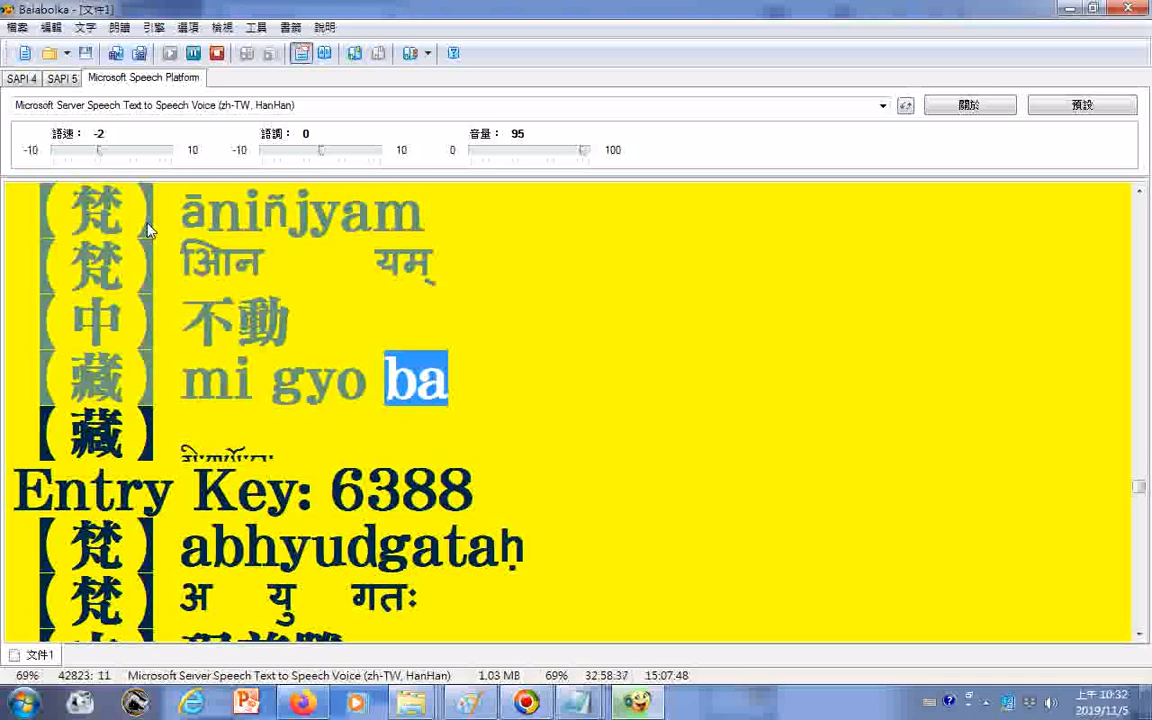 Balabolka - [文件1]
檔案 編輯 文字 朗讀 引擎 選項 檢視 工具 書籤 說明
SAPI 4 SAPI 5 Microsoft Speech Platform
Microsoft Server Speech Text to Speech Voice (zh-TW, HanHan) 關於 預設
語速： -2 語調： 0 音量： 95
-10 10 -10 10 0 100
【梵】 āniñjyam
【梵】 यम्
【中】 不動
【藏】 mi gyo ba
【藏】
Entry Key: 6388
【梵】 abhyudgataḥ
【梵】 अ यु गतः
文件1
69% 42823: 11 Microsoft Server Speech Text to Speech Voice (zh-TW, HanHan) 1.03 MB 69% 32:58:37 15:07:48
上午 10:32
2019/11/5